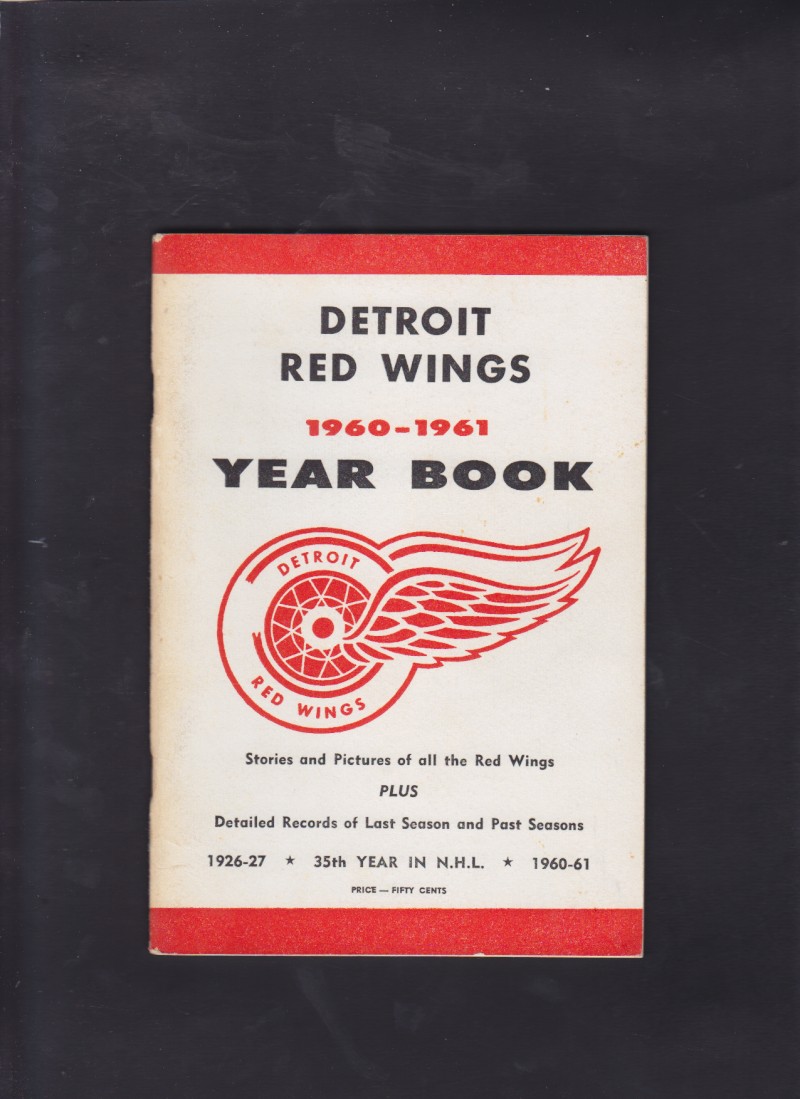 DETROIT
RED WINGS
1960-1961
YEAR BOOK
DETROIT
RED WINGS
Stories and Pictures of all the Red Wings
PLUS
Detailed Records of Last Season and Past Seasons
1926-27 ★ 35th YEAR IN N.H.L. ★ 1960-61
PRICE — FIFTY CENTS